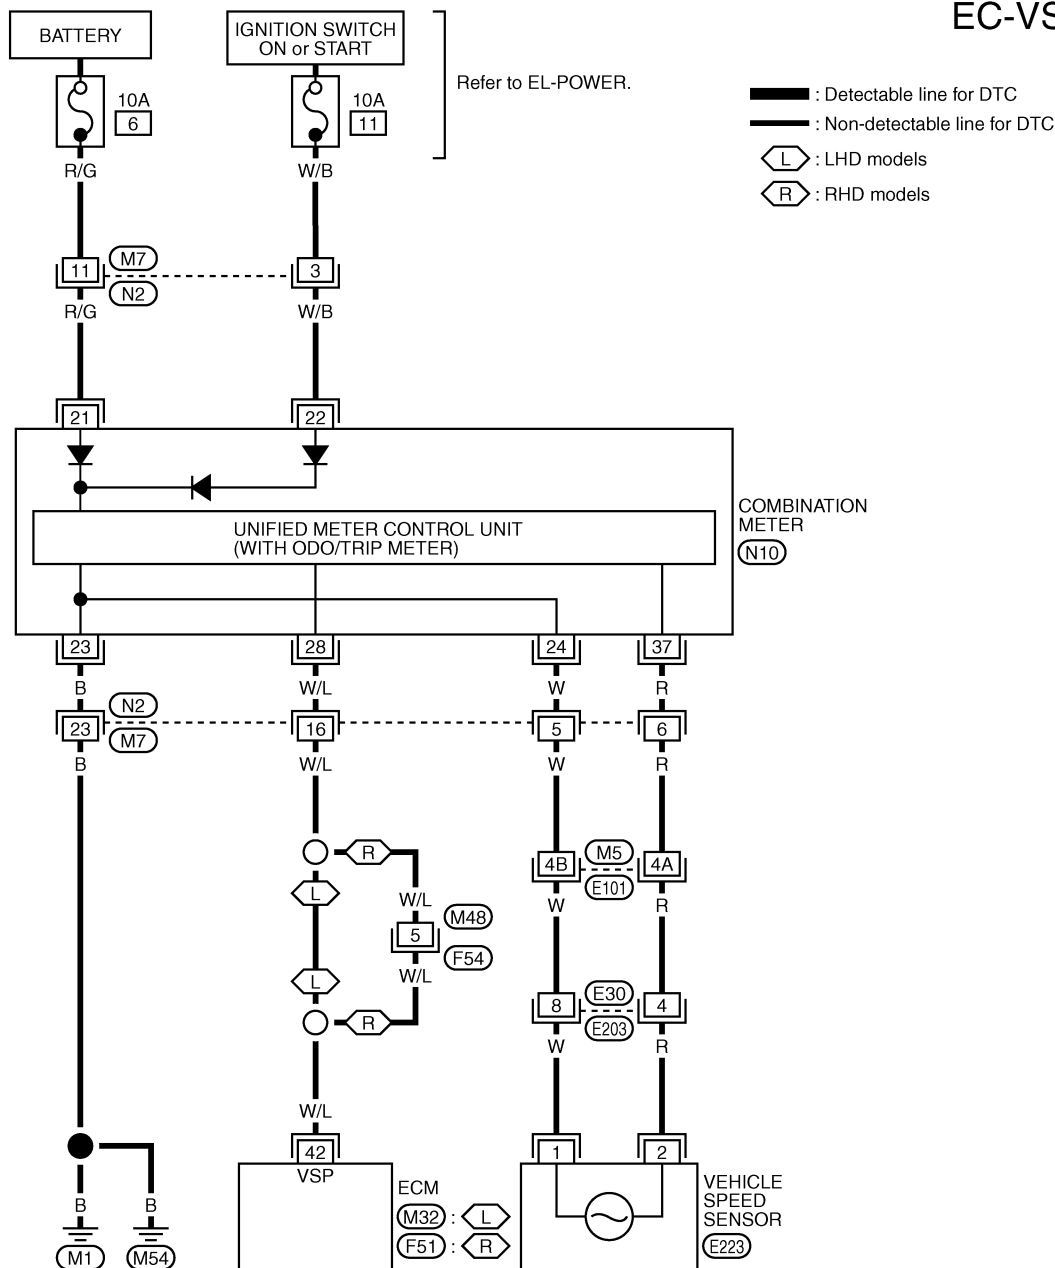 EC-VS
BATTERY
IGNITION SWITCH
ON or START
Refer to EL-POWER.
10A
6
10A
11
: Detectable line for DTC
: Non-detectable line for DTC
L : LHD models
R : RHD models
R/G
W/B
11
M7
N2
3
R/G
W/B
21
22
UNIFIED METER CONTROL UNIT
(WITH ODO/TRIP METER)
COMBINATION
METER
N10
23
28
24
37
B
W/L
W
R
23
N2
M7
16
5
6
B
W/L
W
R
R
L
W/L
5
M48
F54
W/L
L
R
4B
M5
E101
4A
W
R
8
E30
E203
4
W
R
W/L
42
VSP
1
2
ECM
M32 : L
F51 : R
VEHICLE
SPEED
SENSOR
E223
B
B
M1
M54